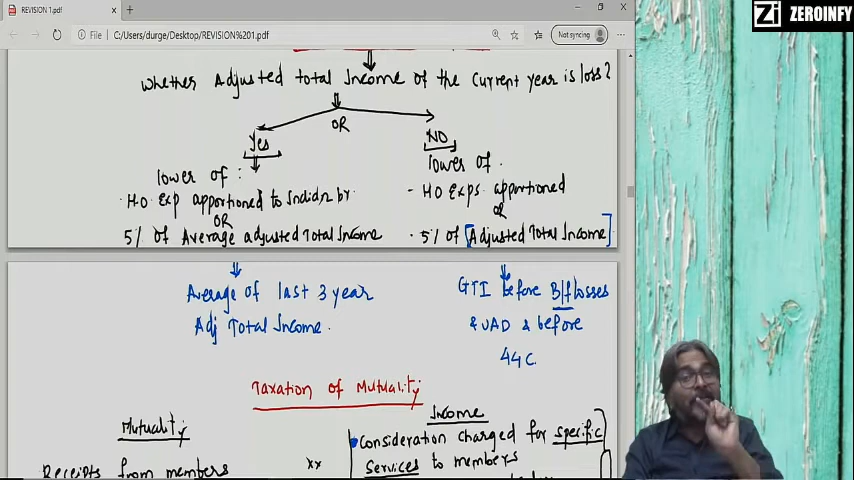 REVISION 1.pdf
File
C:/Users/durge/Desktop/REVISION%201.pdf
Not syncing
Zi ZEROINFY
Whether Adjusted total Income of the Current year is loss?
OR
Yes
NO
lower of :
H.O. Exp apportioned to Indian br
OR
5% of Average adjusted Total Income
lower of
- H.O Exps. apportioned
OR
. 5% of [Adjusted Total Income]
Average of last 3 year
Adj Total Income.
GTI before B/f losses
& UAD & before
44C
Taxation of Mutuality
Mutuality
Receipts from members
xx
Income
Consideration charged for specific
services to members